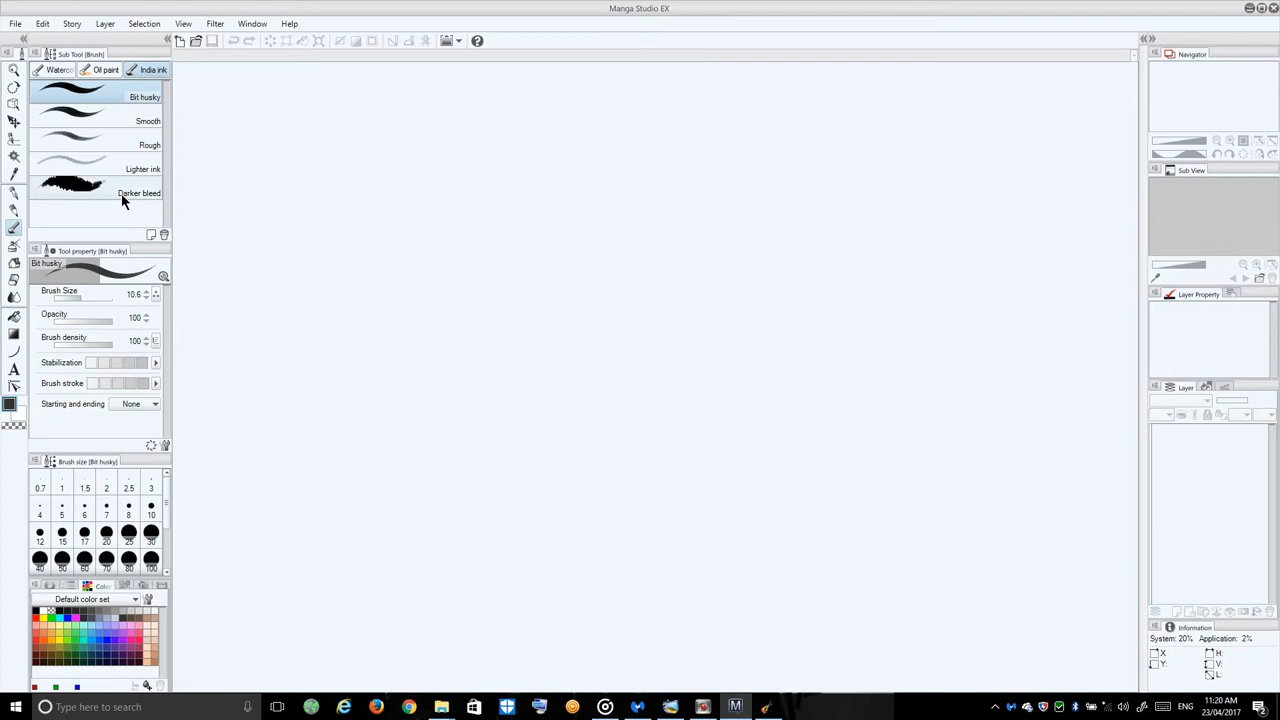 Manga Studio EX
File Edit Story Layer Selection View Filter Window Help
Sub Tool [Brush]
Waterc Oil paint India ink
Bit husky
Smooth
Rough
Lighter ink
Darker bleed
Tool property [Bit husky]
Bit husky
Brush Size 10.6
Opacity 100
Brush density 100
Stabilization
Brush stroke
Starting and ending None
Brush size [Bit husky]
0.7 1 1.5 2 2.5 3
4 5 6 7 8 10
12 15 17 20 25 30
40 50 60 70 80 100
Color
Default color set
Navigator
Sub View
Layer Property
Layer
Information
System: 20% Application: 2%
X H:
Y: V:
L:
Type here to search
ENG
11:20 AM
23/04/2017